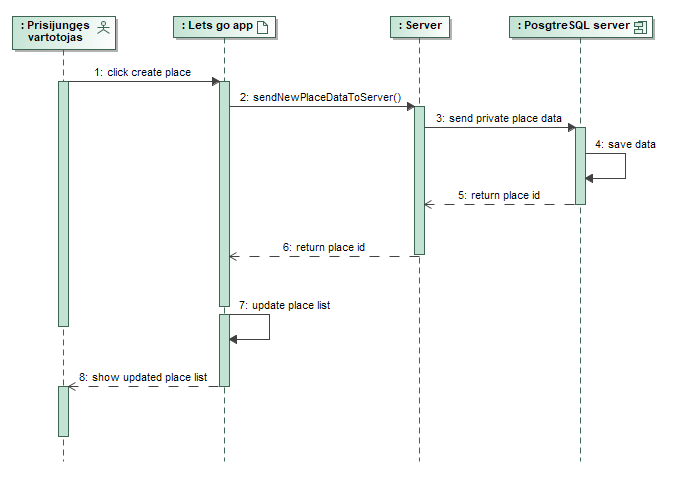 : Prisijungęs
vartotojas
: Lets go app
: Server
: PosgtreSQL server
1: click create place
2: sendNewPlaceDataToServer()
3: send private place data
4: save data
5: return place id
6: return place id
7: update place list
8: show updated place list